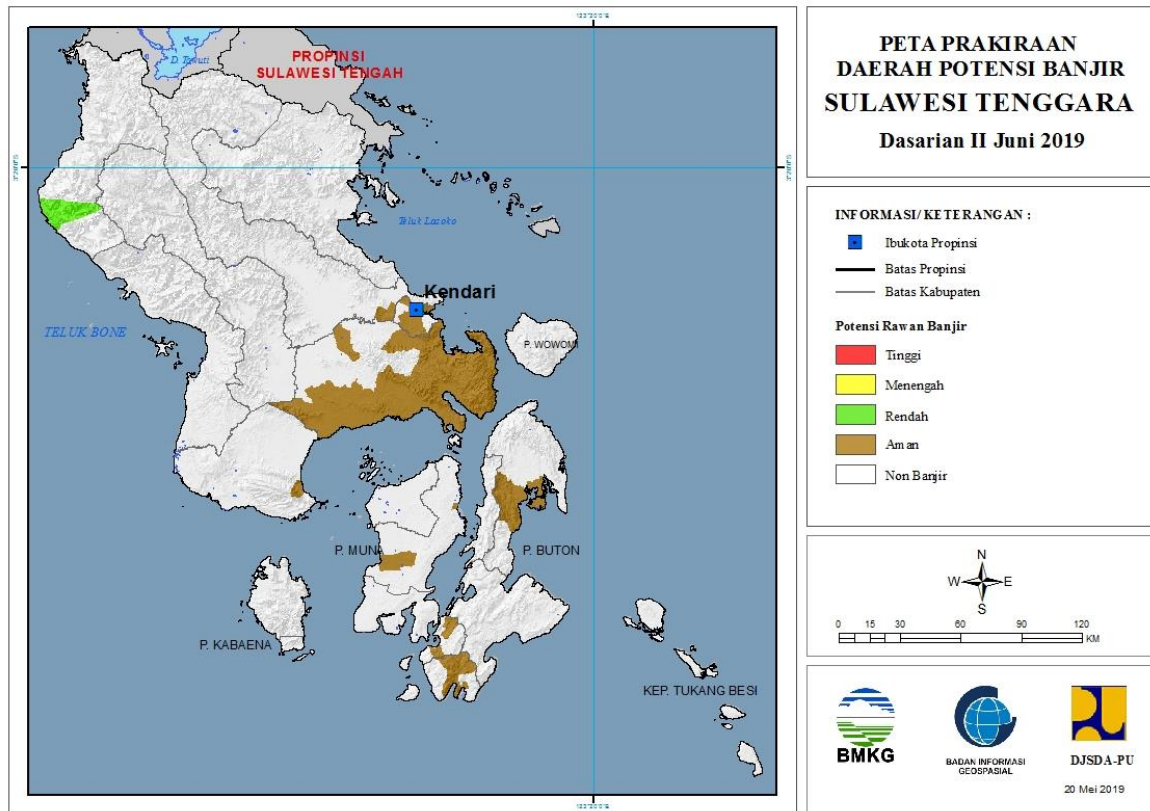 PETA PRAKIRAAN
DAERAH POTENSI BANJIR
SULAWESI TENGGARA
Dasarian II Juni 2019
INFORMASI/ KETERANGAN :
Ibukota Propinsi
Batas Propinsi
Batas Kabupaten
Potensi Rawan Banjir
Tinggi
Menengah
Rendah
Aman
Non Banjir
N
W E
S
0 15 30 60 90 120
KM
BMKG
BADAN INFORMASI
GEOSPASIAL
DJSDA-PU
20 Mei 2019
D. Towuti
PROPINSI
SULAWESI TENGAH
Teluk Lasolo
Kendari
TELUK BONE
P. WOWONI
P. MUNA
P. BUTON
P. KABAENA
KEP. TUKANG BESI